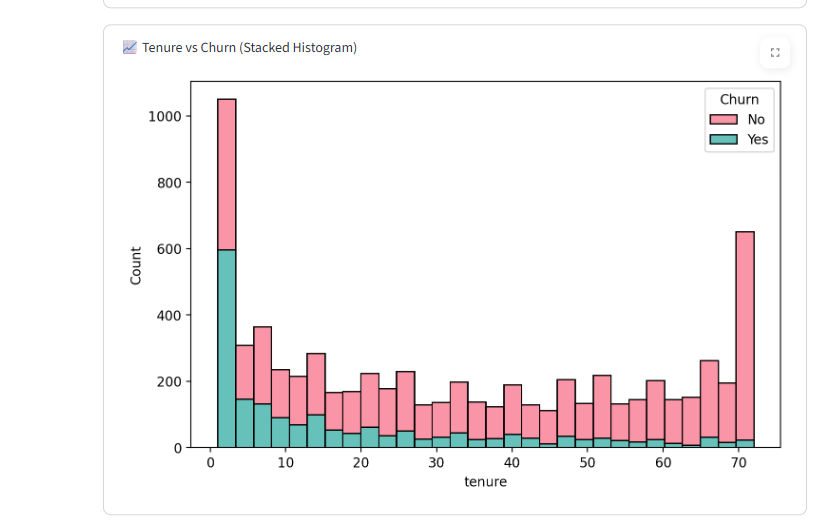 📈 Tenure vs Churn (Stacked Histogram)
Churn
No
Yes
1000
800
600
400
200
0
Count
0 10 20 30 40 50 60 70
tenure